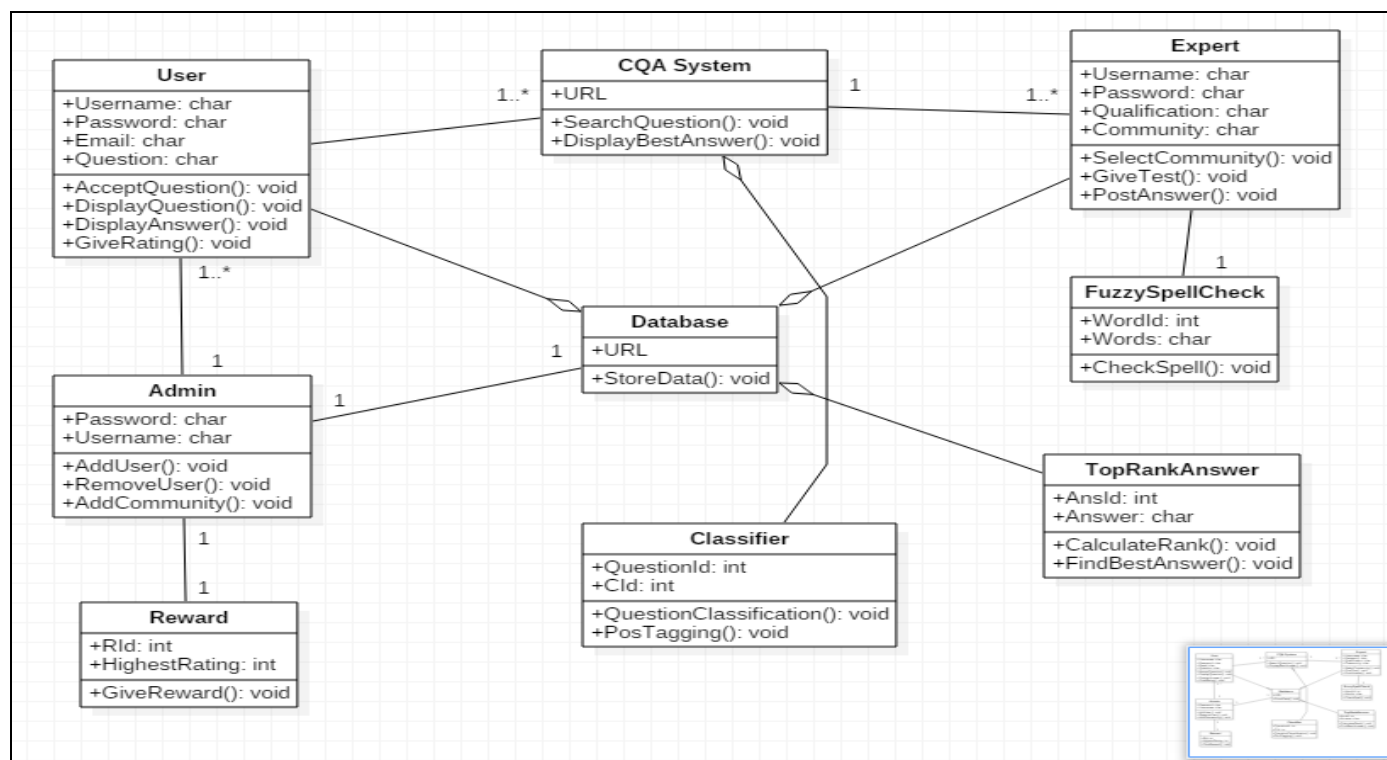 User
+Username: char
+Password: char
+Email: char
+Question: char
+AcceptQuestion(): void
+DisplayQuestion(): void
+DisplayAnswer(): void
+GiveRating(): void
1..*
CQA System
+URL
+SearchQuestion(): void
+DisplayBestAnswer(): void
1
1..*
Expert
+Username: char
+Password: char
+Qualification: char
+Community: char
+SelectCommunity(): void
+GiveTest(): void
+PostAnswer(): void
1..*
1
1
FuzzySpellCheck
+WordId: int
+Words: char
+CheckSpell(): void
Database
+URL
+StoreData(): void
1
1
Admin
+Password: char
+Username: char
+AddUser(): void
+RemoveUser(): void
+AddCommunity(): void
TopRankAnswer
+AnsId: int
+Answer: char
+CalculateRank(): void
+FindBestAnswer(): void
1
1
Reward
+RId: int
+HighestRating: int
+GiveReward(): void
Classifier
+QuestionId: int
+CId: int
+QuestionClassification(): void
+PosTagging(): void